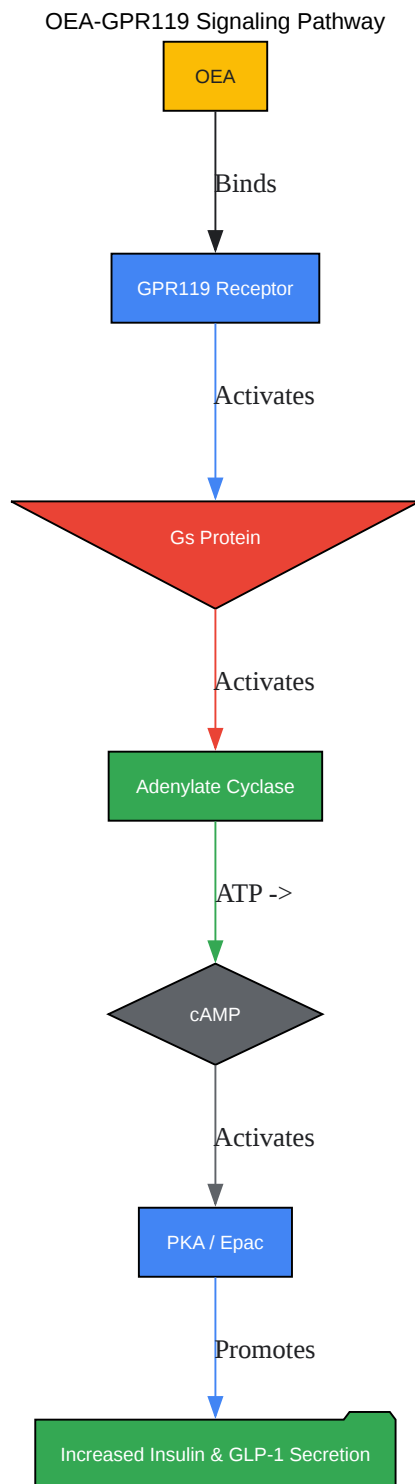 OEA-GPR119 Signaling Pathway
OEA
Binds
GPR119 Receptor
Activates
Gs Protein
Activates
Adenylate Cyclase
ATP ->
cAMP
Activates
PKA / Epac
Promotes
Increased Insulin & GLP-1 Secretion